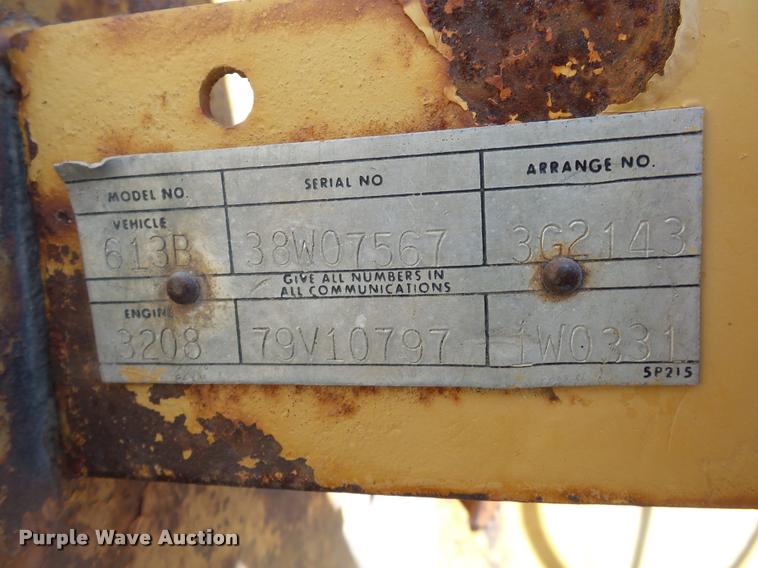 MODEL NO. SERIAL NO ARRANGE NO.
VEHICLE
613B 38W07567 3G2143
GIVE ALL NUMBERS IN
ALL COMMUNICATIONS
ENGINE
3208 79V10797 1W0331
5P215
Purple Wave Auction